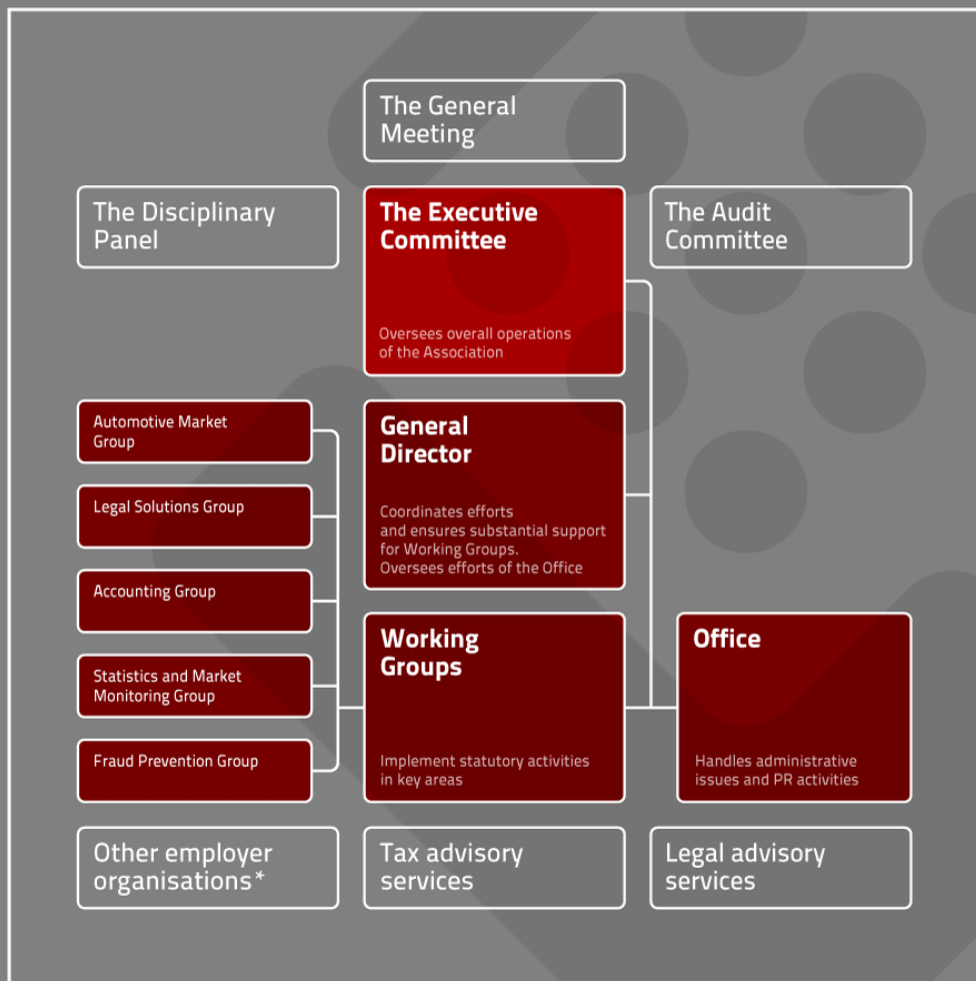 The General
Meeting
The Disciplinary
Panel
The Executive
Committee
Oversees overall operations
of the Association
The Audit
Committee
Automotive Market
Group
Legal Solutions Group
Accounting Group
Statistics and Market
Monitoring Group
Fraud Prevention Group
General
Director
Coordinates efforts
and ensures substantial support
for Working Groups.
Oversees efforts of the Office
Working
Groups
Implement statutory activities
in key areas
Office
Handles administrative
issues and PR activities
Other employer
organisations*
Tax advisory
services
Legal advisory
services